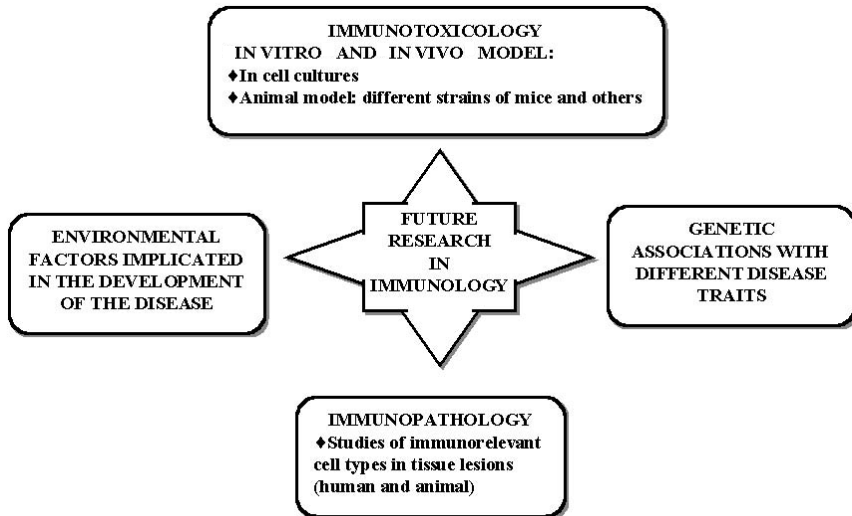 IMMUNOTOXICOLOGY
IN VITRO AND IN VIVO MODEL:
♦In cell cultures
♦Animal model: different strains of mice and others
ENVIRONMENTAL
FACTORS IMPLICATED
IN THE DEVELOPMENT
OF THE DISEASE
FUTURE
RESEARCH
IN
IMMUNOLOGY
GENETIC
ASSOCIATIONS WITH
DIFFERENT DISEASE
TRAITS
IMMUNOPATHOLOGY
♦Studies of immunorelevant
cell types in tissue lesions
(human and animal)